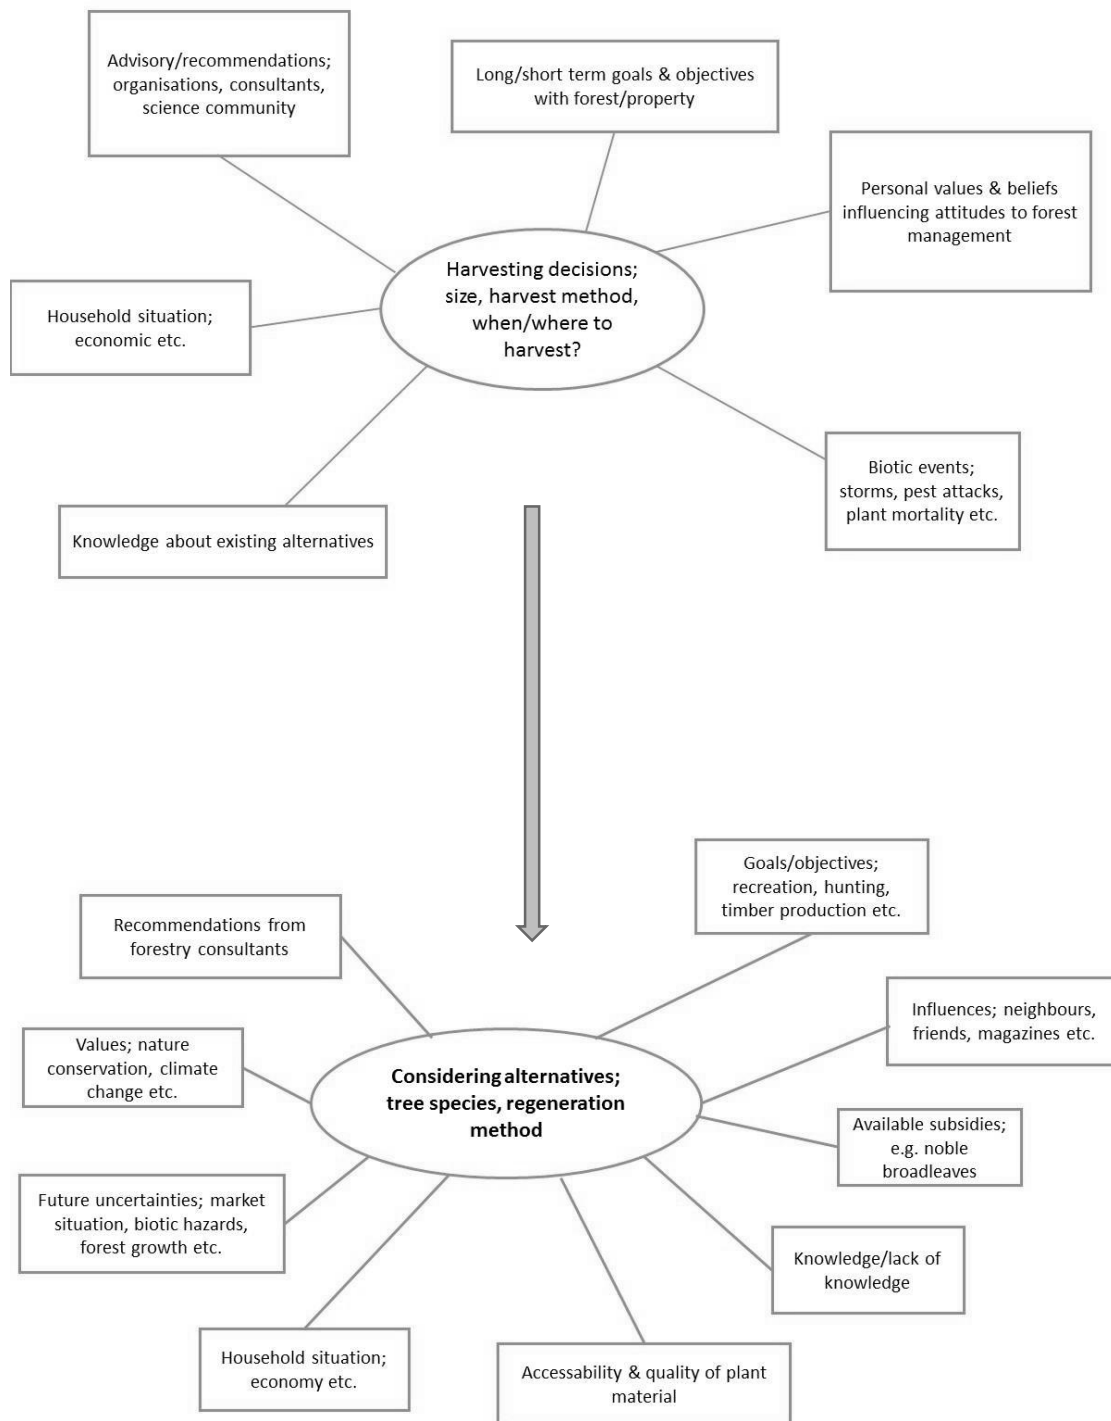 Advisory/recommendations;
organisations, consultants,
science community
Long/short term goals & objectives
with forest/property
Personal values & beliefs
influencing attitudes to forest
management
Harvesting decisions;
size, harvest method,
when/where to
harvest?
Household situation;
economic etc.
Biotic events;
storms, pest attacks,
plant mortality etc.
Knowledge about existing alternatives
Goals/objectives;
recreation, hunting,
timber production etc.
Recommendations from
forestry consultants
Influences; neighbours,
friends, magazines etc.
Values; nature
conservation, climate
change etc.
Considering alternatives;
tree species, regeneration
method
Available subsidies;
e.g. noble
broadleaves
Future uncertainties; market
situation, biotic hazards,
forest growth etc.
Knowledge/lack of
knowledge
Household situation;
economy etc.
Accessability & quality of plant
material